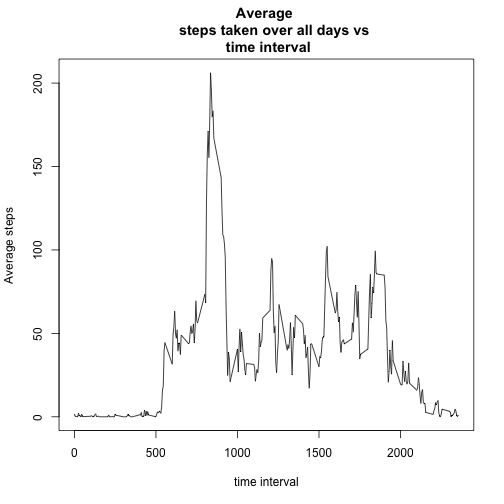 Average
steps taken over all days vs
time interval
Average steps
200
150
100
50
0
0 500 1000 1500 2000
time interval